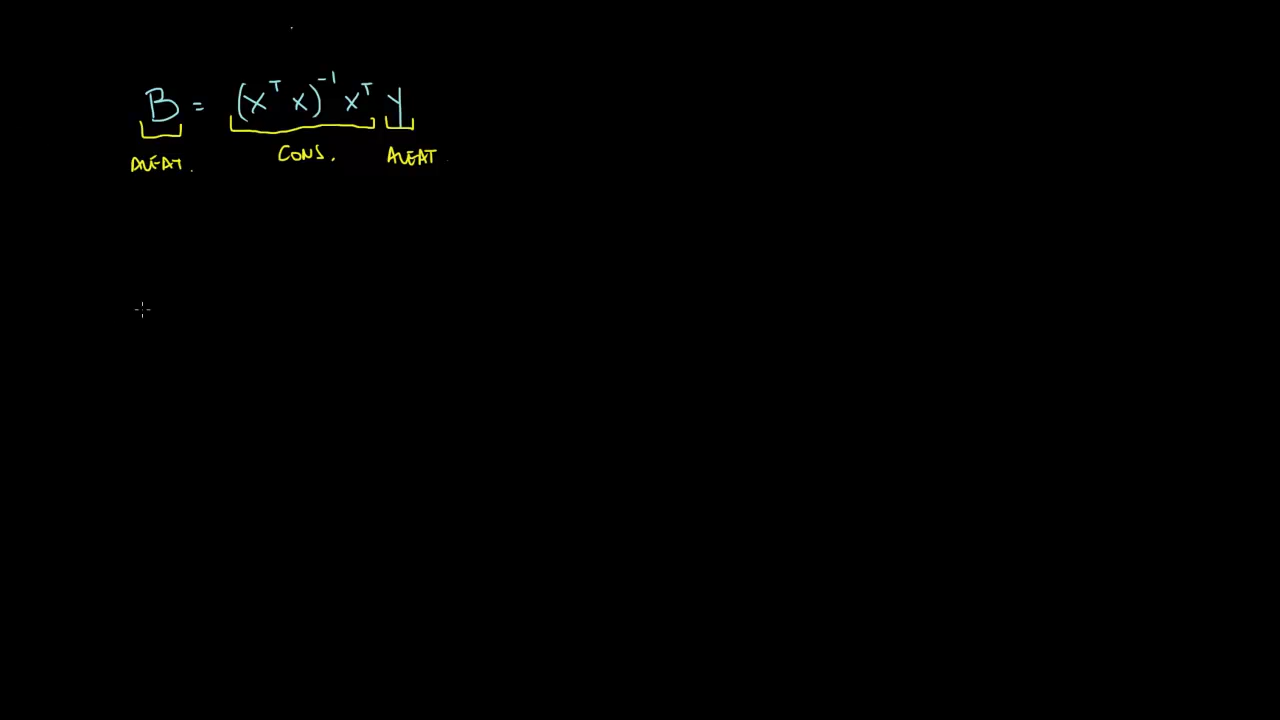 B = (x^T x)^-1 x^T y
ALEAT. CONS. ALEAT.